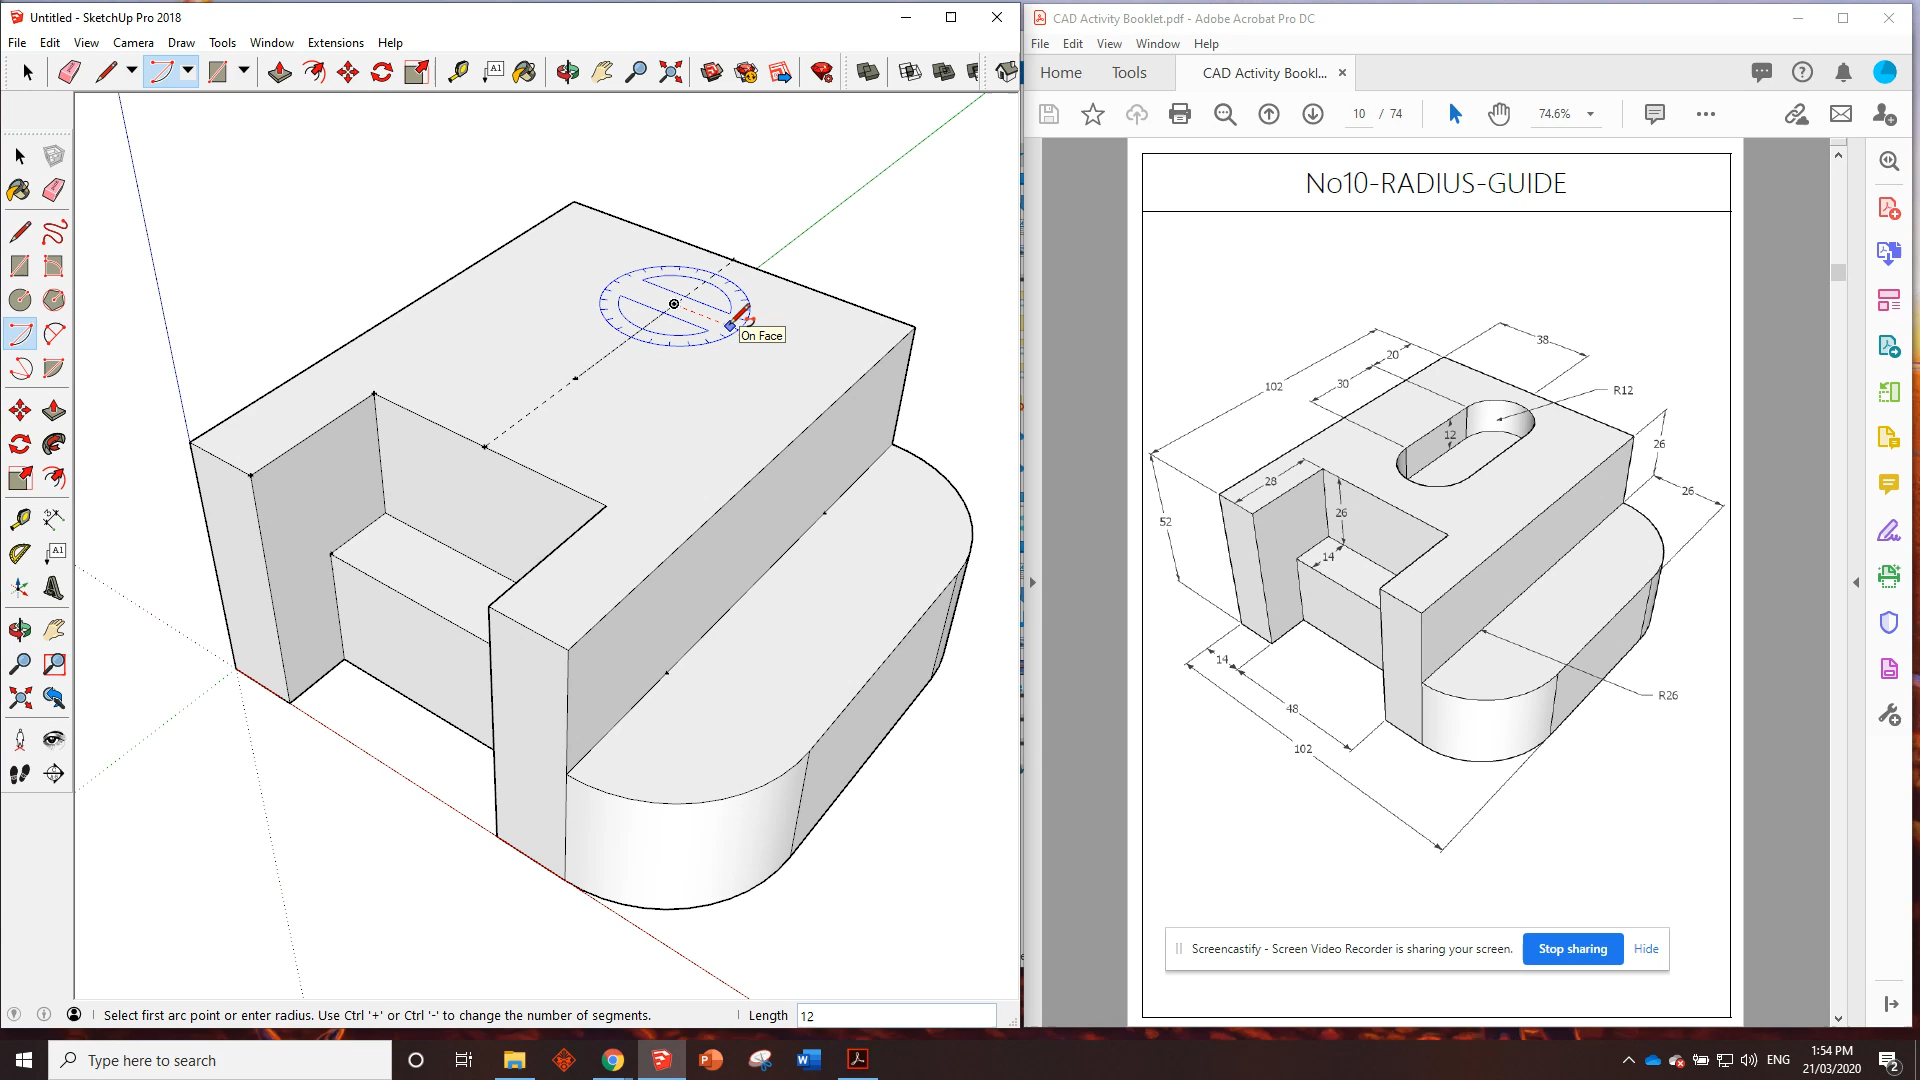 Untitled - SketchUp Pro 2018
File Edit View Camera Draw Tools Window Extensions Help
A1
On Face
A1
Select first arc point or enter radius. Use Ctrl '+' or Ctrl '-' to change the number of segments.
Length 12
CAD Activity Booklet.pdf - Adobe Acrobat Pro DC
File Edit View Window Help
Home Tools CAD Activity Bookl... ×
10 / 74 74.6%
No10-RADIUS-GUIDE
38
20
30
102
R12
12
26
28
26
26
52
14
14
48
102
R26
Screencastify - Screen Video Recorder is sharing your screen. Stop sharing Hide
Type here to search
ENG
1:54 PM
21/03/2020
2